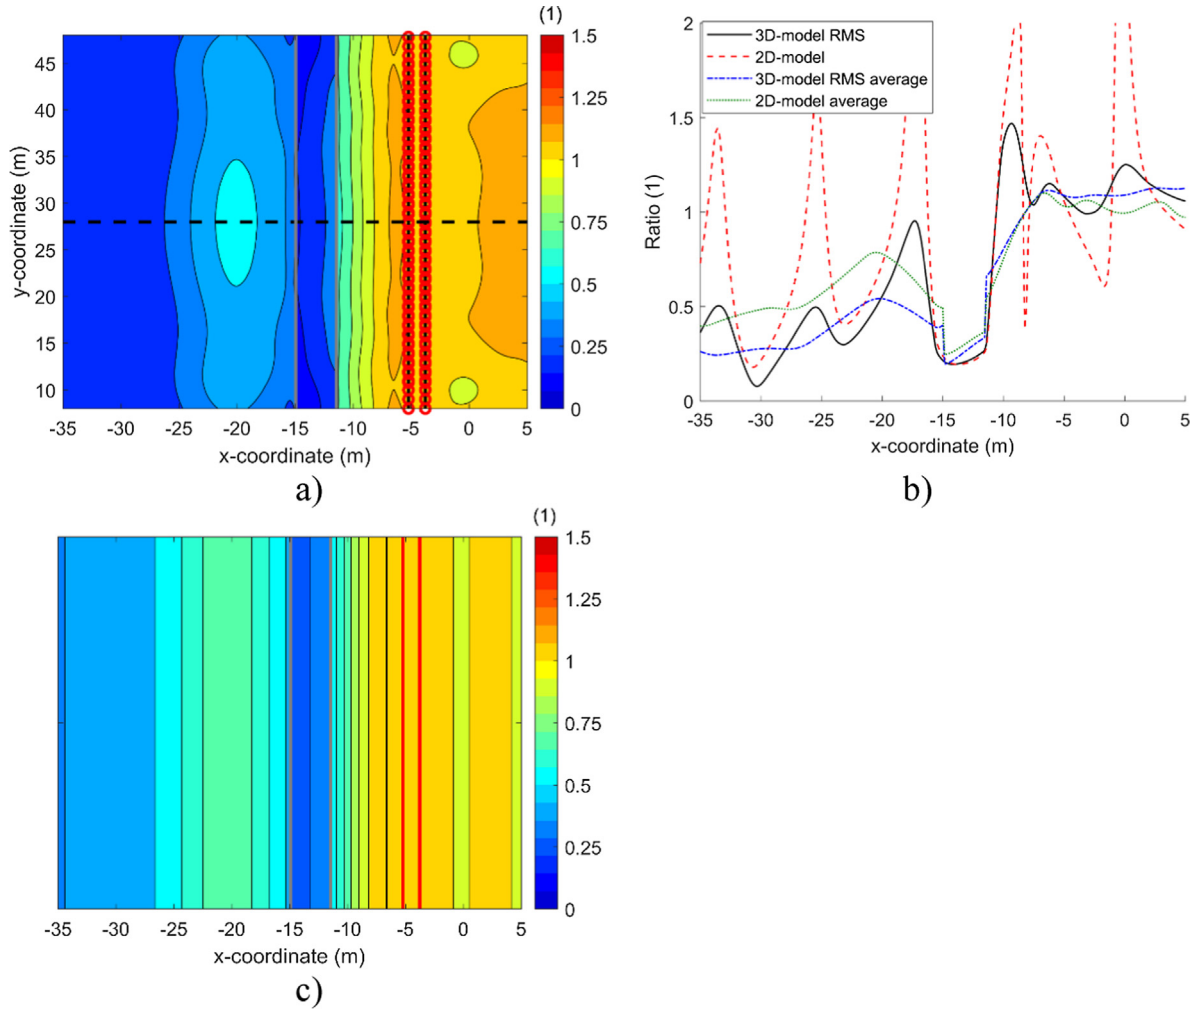 (1)
1.5
1.25
1
0.75
0.5
0.25
0
45
40
35
30
25
20
15
10
y-coordinate (m)
-35 -30 -25 -20 -15 -10 -5 0 5
x-coordinate (m)
a)
2
1.5
1
0.5
0
Ratio (1)
3D-model RMS
2D-model
3D-model RMS average
2D-model average
-35 -30 -25 -20 -15 -10 -5 0 5
x-coordinate (m)
b)
(1)
1.5
1.25
1
0.75
0.5
0.25
0
-35 -30 -25 -20 -15 -10 -5 0 5
x-coordinate (m)
c)